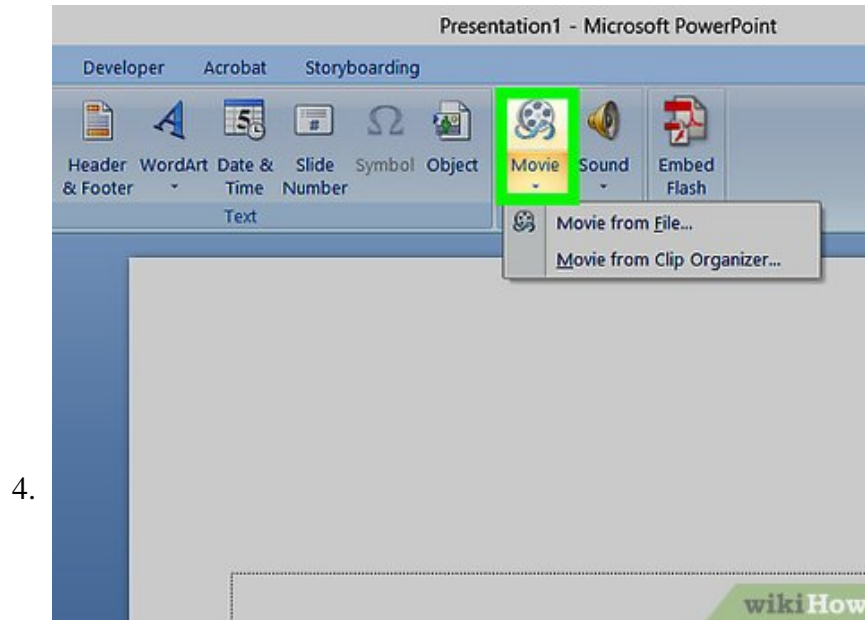 Presentation1 - Microsoft PowerPoint
Developer Acrobat Storyboarding
Header & Footer
WordArt
Date & Time
Slide Number
Symbol
Object
Movie
Sound
Embed Flash
Text
Movie from File...
Movie from Clip Organizer...
4.
wikiHow